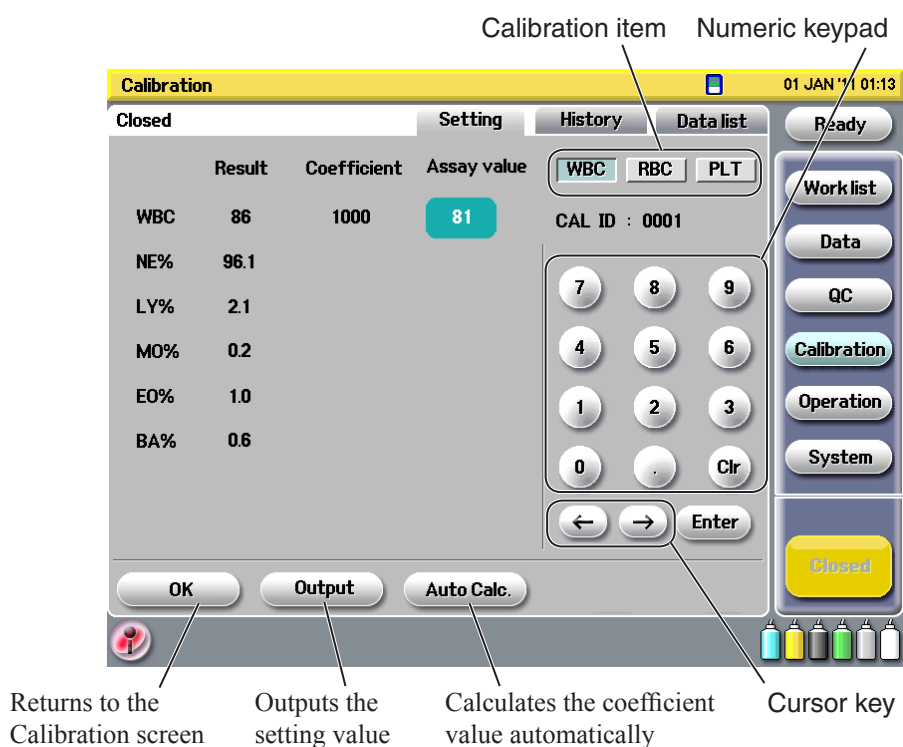 Calibration item Numeric keypad
Calibration 01 JAN '11 01:13
Closed Setting History Data list Ready
Result Coefficient Assay value WBC RBC PLT
Work list
WBC 86 1000 81 CAL ID : 0001
Data
NE% 96.1
7 8 9
QC
LY% 2.1
MO% 0.2 4 5 6 Calibration
EO% 1.0
1 2 3 Operation
BA% 0.6
0 . Clr System
← → Enter
Closed
OK Output Auto Calc.
Returns to the Outputs the Calculates the coefficient Cursor key
Calibration screen setting value value automatically